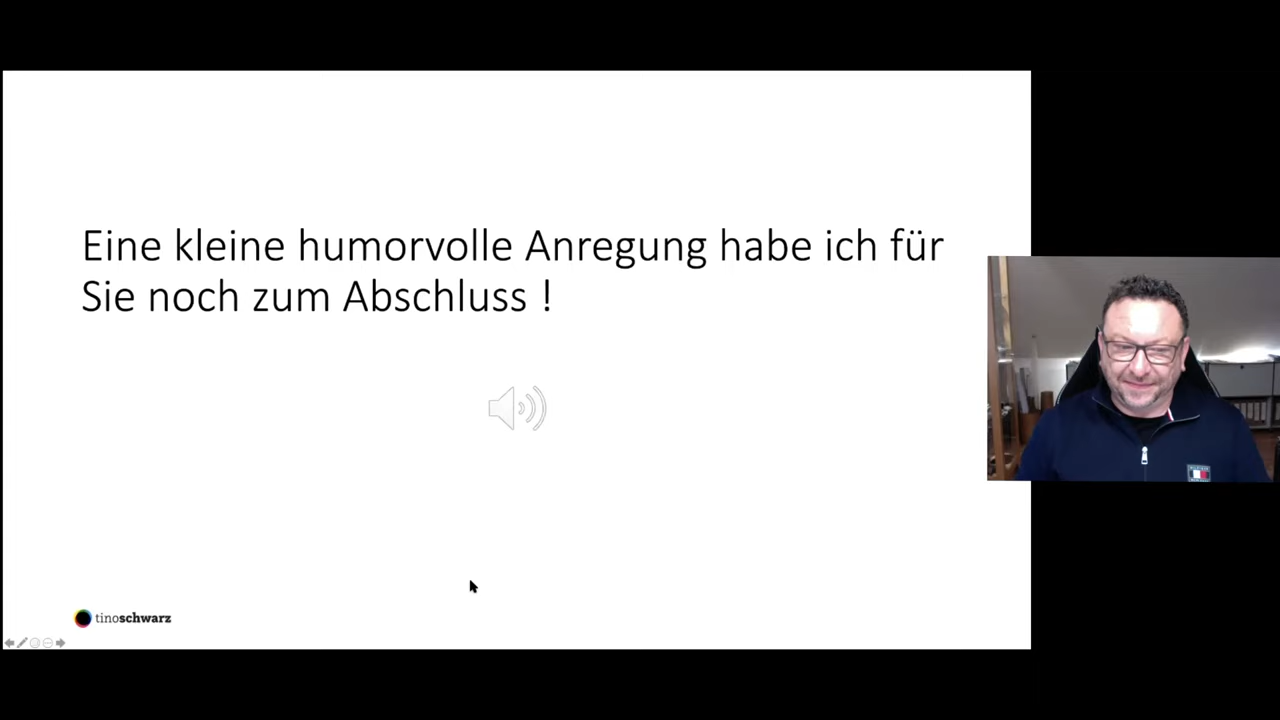 Eine kleine humorvolle Anregung habe ich für
Sie noch zum Abschluss !
tinoschwarz